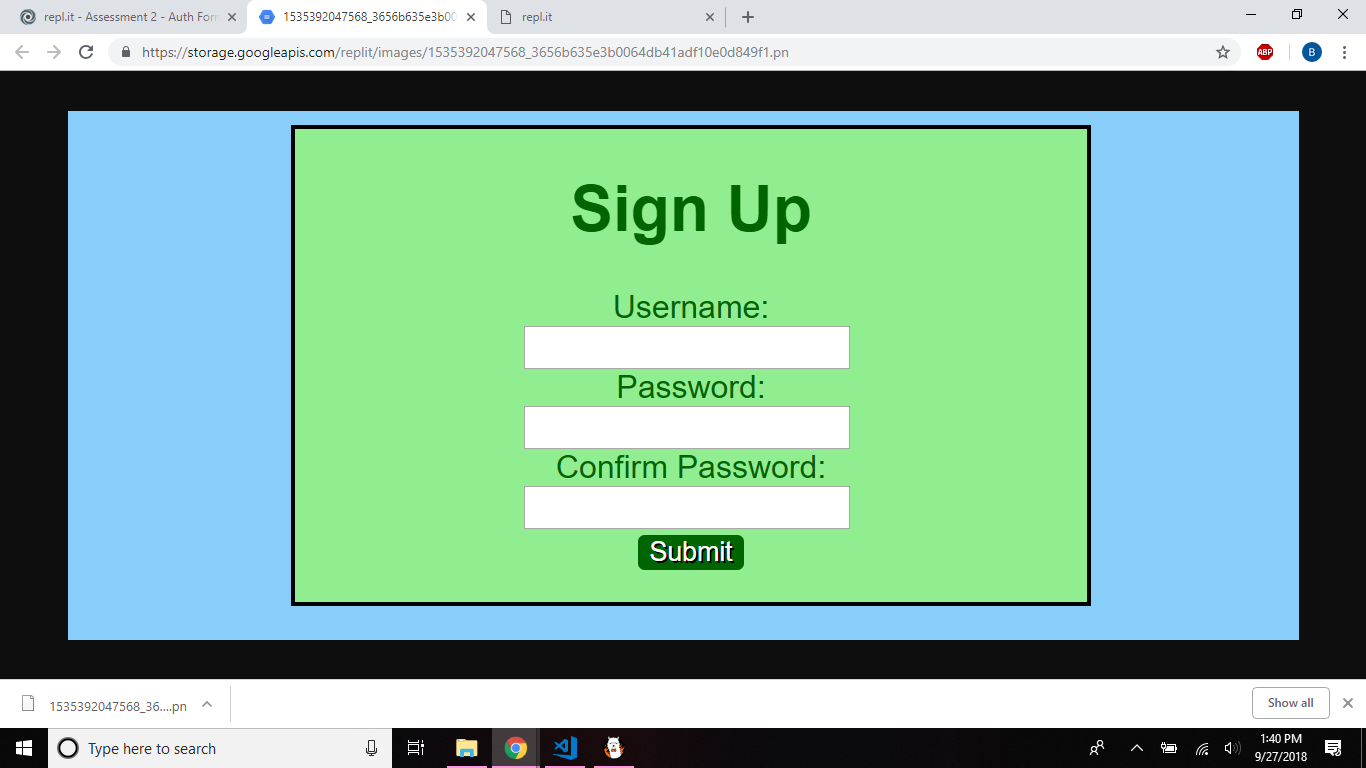 repl.it - Assessment 2 - Auth Form
1535392047568_3656b635e3b00
repl.it
https://storage.googleapis.com/replit/images/1535392047568_3656b635e3b0064db41adf10e0d849f1.pn
ABP
B
Sign Up
Username:
Password:
Confirm Password:
Submit
1535392047568_36....pn
Show all
Type here to search
1:40 PM
9/27/2018